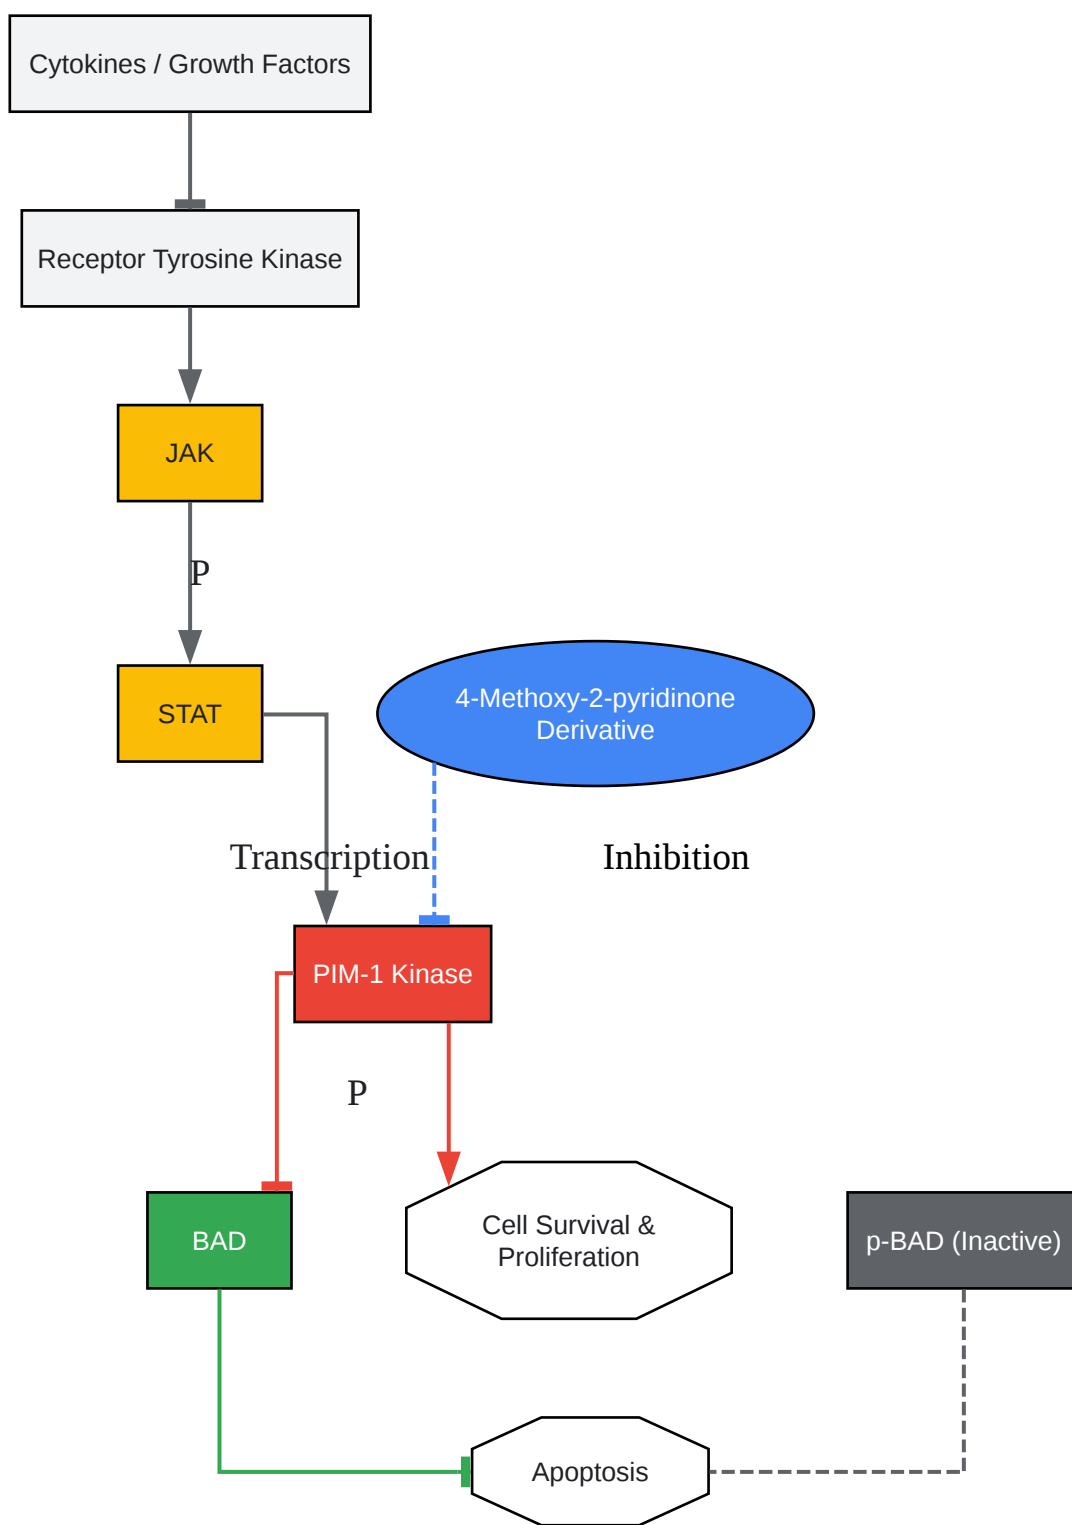 Cytokines / Growth Factors
Receptor Tyrosine Kinase
JAK
P
STAT
4-Methoxy-2-pyridinone
Derivative
Transcription
Inhibition
PIM-1 Kinase
P
BAD
Cell Survival &
Proliferation
p-BAD (Inactive)
Apoptosis